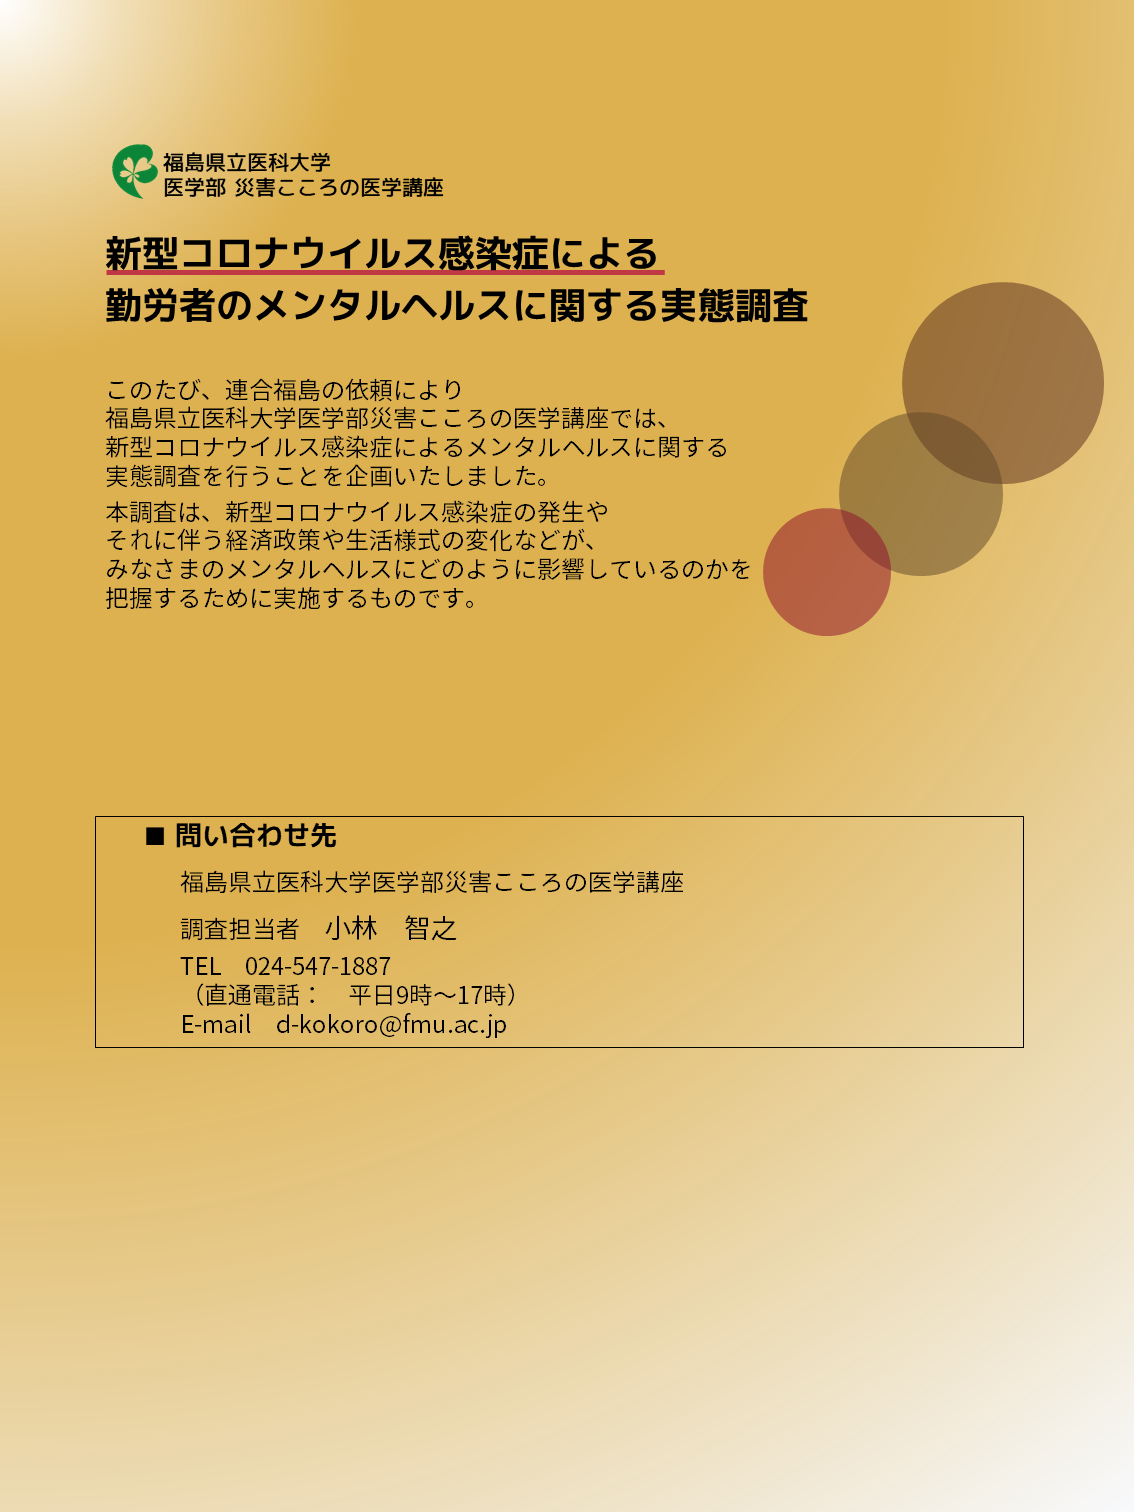 福島県立医科大学
医学部 災害こころの医学講座
新型コロナウイルス感染症による
勤労者のメンタルヘルスに関する実態調査
このたび、連合福島の依頼により
福島県立医科大学医学部災害こころの医学講座では、
新型コロナウイルス感染症によるメンタルヘルスに関する
実態調査を行うことを企画いたしました。
本調査は、新型コロナウイルス感染症の発生や
それに伴う経済政策や生活様式の変化などが、
みなさまのメンタルヘルスにどのように影響しているのかを
把握するために実施するものです。
■ 問い合わせ先
福島県立医科大学医学部災害こころの医学講座
調査担当者　小林　智之
TEL　024-547-1887
（直通電話：　平日9時～17時）
E-mail　d-kokoro@fmu.ac.jp